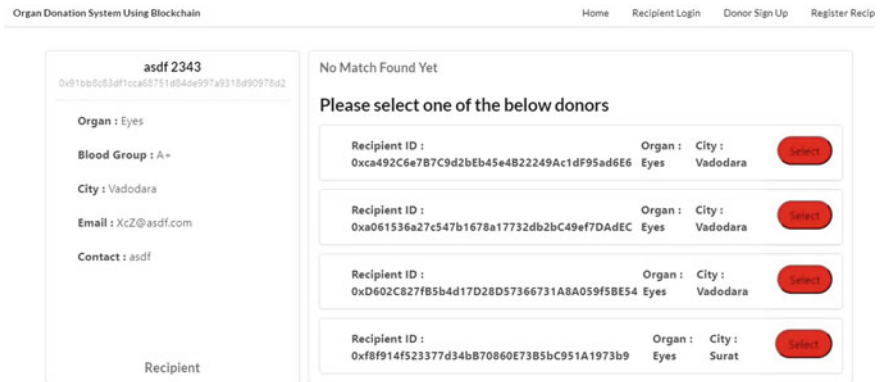 Organ Donation System Using Blockchain
Home Recipient Login Donor Sign Up Register Recip
asdf 2343
Organ : Eyes
Blood Group : A+
City : Vadodara
Email : XcZ@asdf.com
Contact : asdf
Recipient
No Match Found Yet
Please select one of the below donors
Recipient ID : Organ : City :
0xca492C6e7B7C9d2bEb45e4B22249Ac1dF95ad6E6 Eyes Vadodara
Select
Recipient ID : Organ : City :
0xa061536a27c547b1678a17732db2bC49ef7DAdEC Eyes Vadodara
Select
Recipient ID : Organ : City :
0xD602C827fB5b4d17D28D57366731A8A059f5BE54 Eyes Vadodara
Select
Recipient ID : Organ : City :
0xf8f914f523377d34bB70860E73B5bC951A1973b9 Eyes Surat
Select